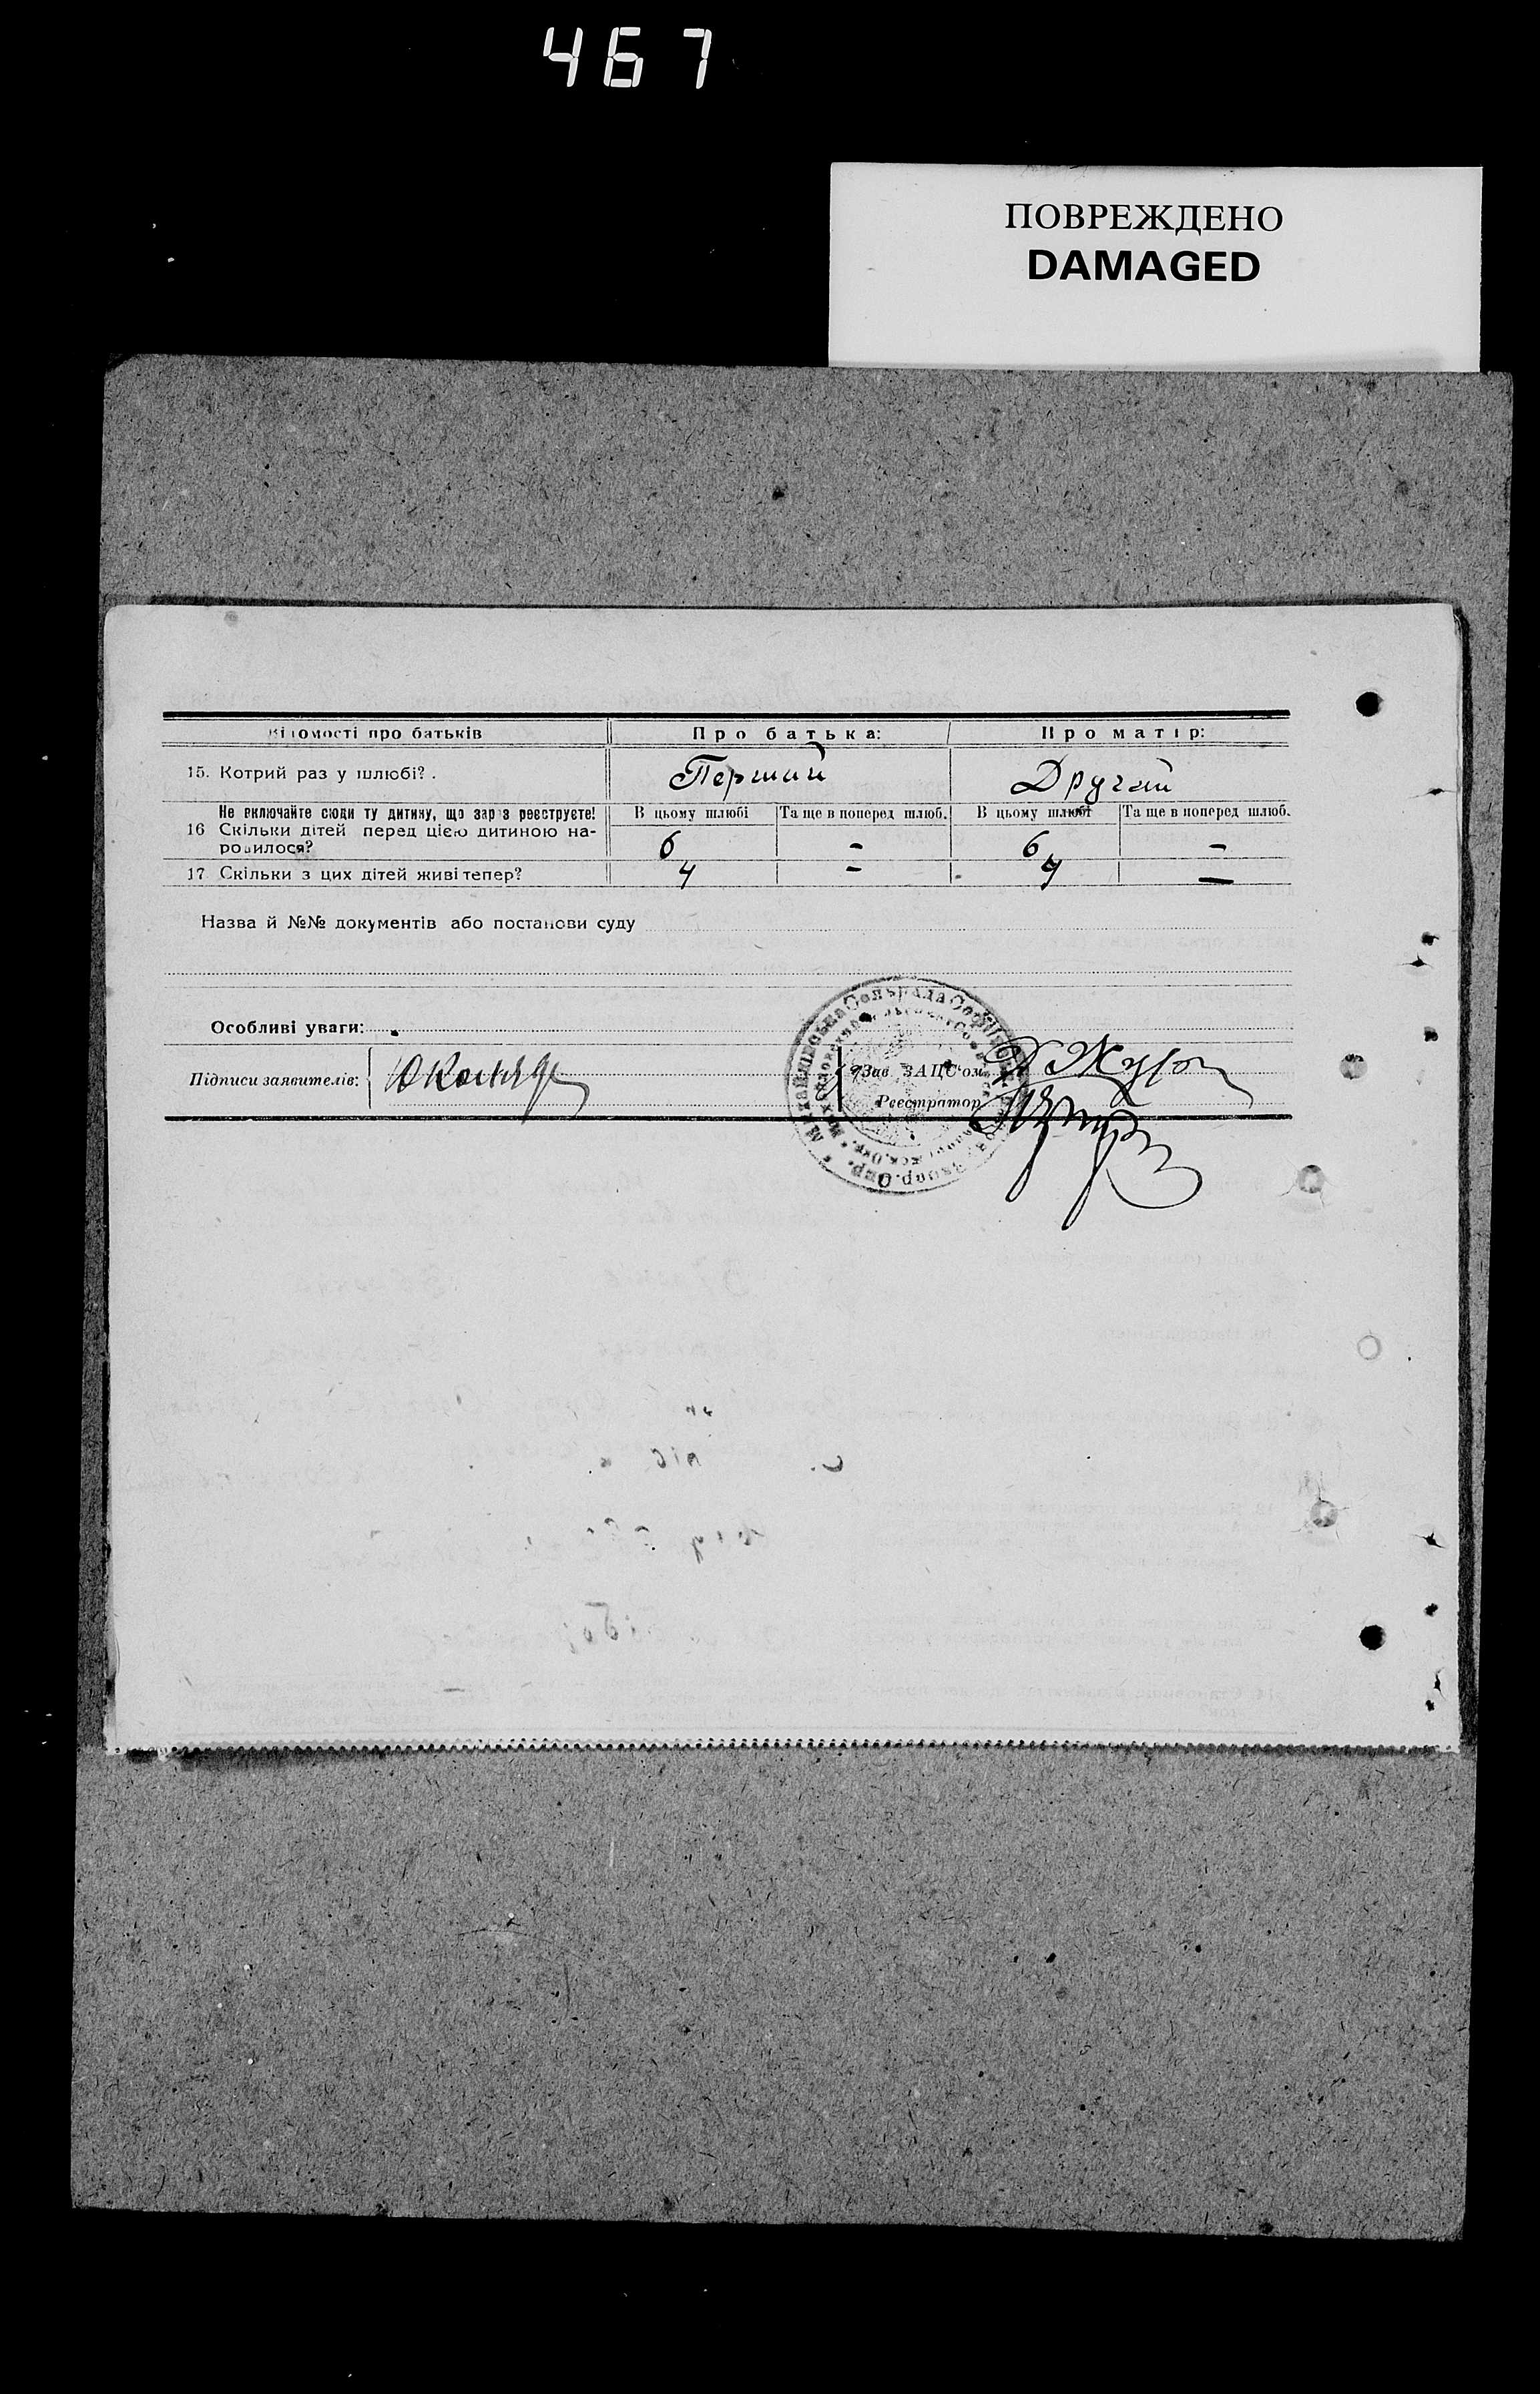 467
ПОВРЕЖДЕНО
DAMAGED
Відомості про батьків Про батька: Про матір:
15. Котрий раз у шлюбі? . Перший Другий
Не включайте сюди ту дитину, що зараз реєструєте! В цьому шлюбі Та ще в поперед шлюб. В цьому шлюбі Та ще в поперед шлюб.
16 Скільки дітей перед цією дитиною на- 6 – 6 –
родилося?
17 Скільки з цих дітей живі тепер? 4 – 4 –
Назва й №№ документів або постанови суду
Особливі уваги:
Підписи заявителів: Зав. ЗАЦС'ом
Реєстратор